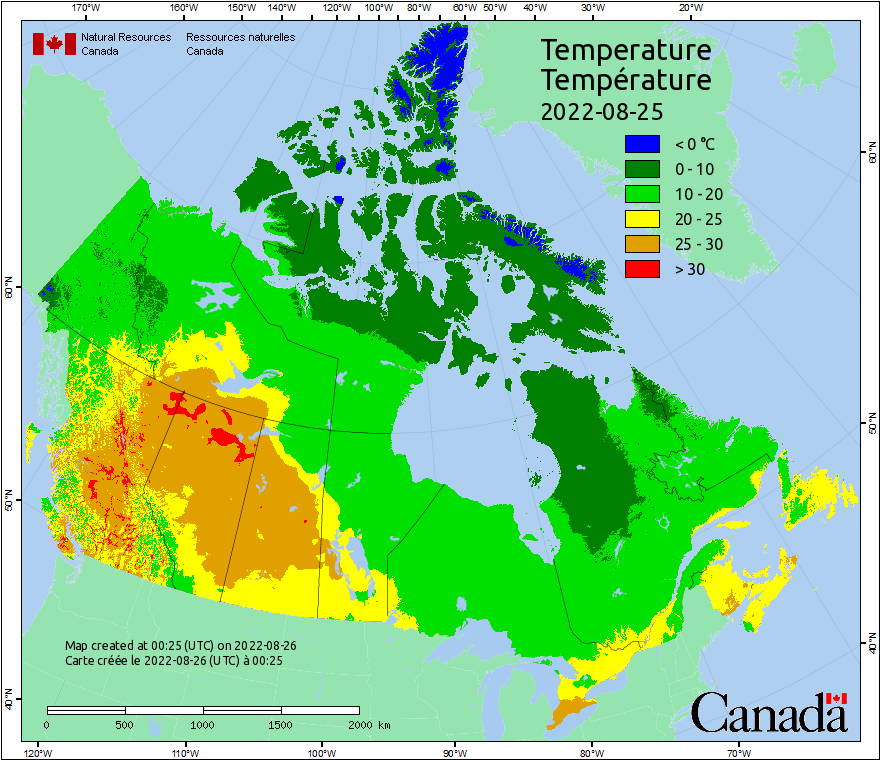 170°W 160°W 150°W 140°W 120°W 100°W 80°W 60°W 50°W 40°W 30°W 20°W
Natural Resources Ressources naturelles
Canada Canada
Temperature
Température
2022-08-25
< 0 °C
0 - 10
10 - 20
20 - 25
25 - 30
> 30
60°N 60°N
50°N 50°N
40°N 40°N
Map created at 00:25 (UTC) on 2022-08-26
Carte créée le 2022-08-26 (UTC) à 00:25
0 500 1000 1500 2000 km
Canada
120°W 110°W 100°W 90°W 80°W 70°W